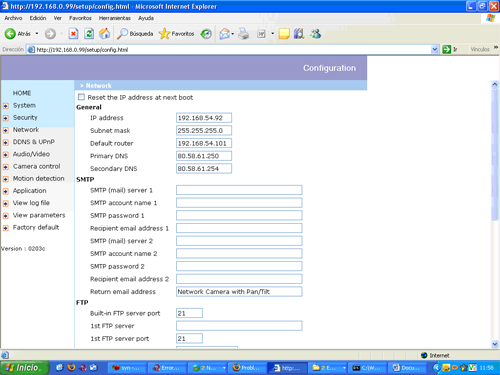 http://192.168.0.99/setup/config.html - Microsoft Internet Explorer
Archivo Edición Ver Favoritos Herramientas Ayuda
Atrás Búsqueda Favoritos
Dirección http://192.168.0.99/setup/config.html Ir Vínculos »
Configuration
HOME
System
Security
Network
DDNS & UPnP
Audio/Video
Camera control
Motion detection
Application
View log file
View parameters
Factory default
Version : 0203c
Network
Reset the IP address at next boot
General
IP address 192.168.54.92
Subnet mask 255.255.255.0
Default router 192.168.54.101
Primary DNS 80.58.61.250
Secondary DNS 80.58.61.254
SMTP
SMTP (mail) server 1
SMTP account name 1
SMTP password 1
Recipient email address 1
SMTP (mail) server 2
SMTP account name 2
SMTP password 2
Recipient email address 2
Return email address Network Camera with Pan/Tilt
FTP
Built-in FTP server port 21
1st FTP server
1st FTP server port 21
Internet
Inicio syn - Error... 2 N Probl... http:... 2 E C:\W Docu... 11:58